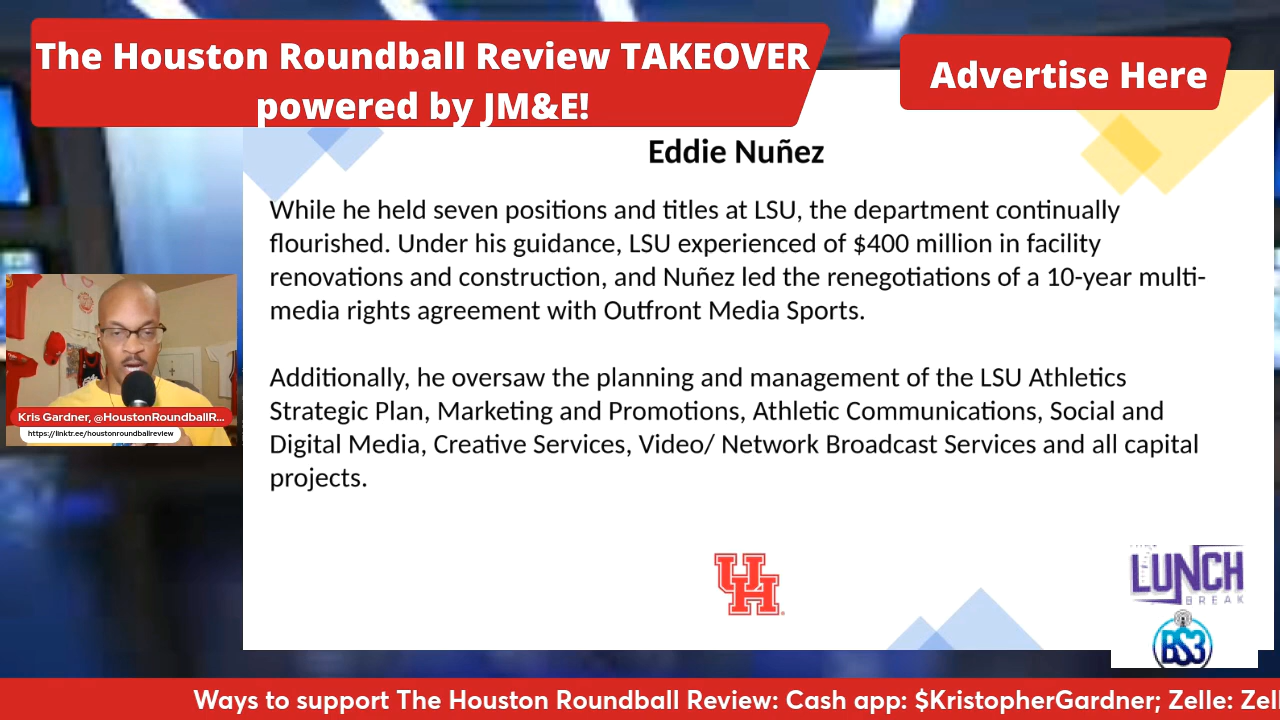 The Houston Roundball Review TAKEOVER
powered by JM&E!
Advertise Here
Eddie Nuñez
While he held seven positions and titles at LSU, the department continually
flourished. Under his guidance, LSU experienced of $400 million in facility
renovations and construction, and Nuñez led the renegotiations of a 10-year multi-
media rights agreement with Outfront Media Sports.
Additionally, he oversaw the planning and management of the LSU Athletics
Strategic Plan, Marketing and Promotions, Athletic Communications, Social and
Digital Media, Creative Services, Video/ Network Broadcast Services and all capital
projects.
Kris Gardner, @HoustonRoundballR...
https://linktr.ee/houstonroundballreview
UH
LUNCH
BREAK
BS3
Ways to support The Houston Roundball Review: Cash app: $KristopherGardner; Zelle: Zel